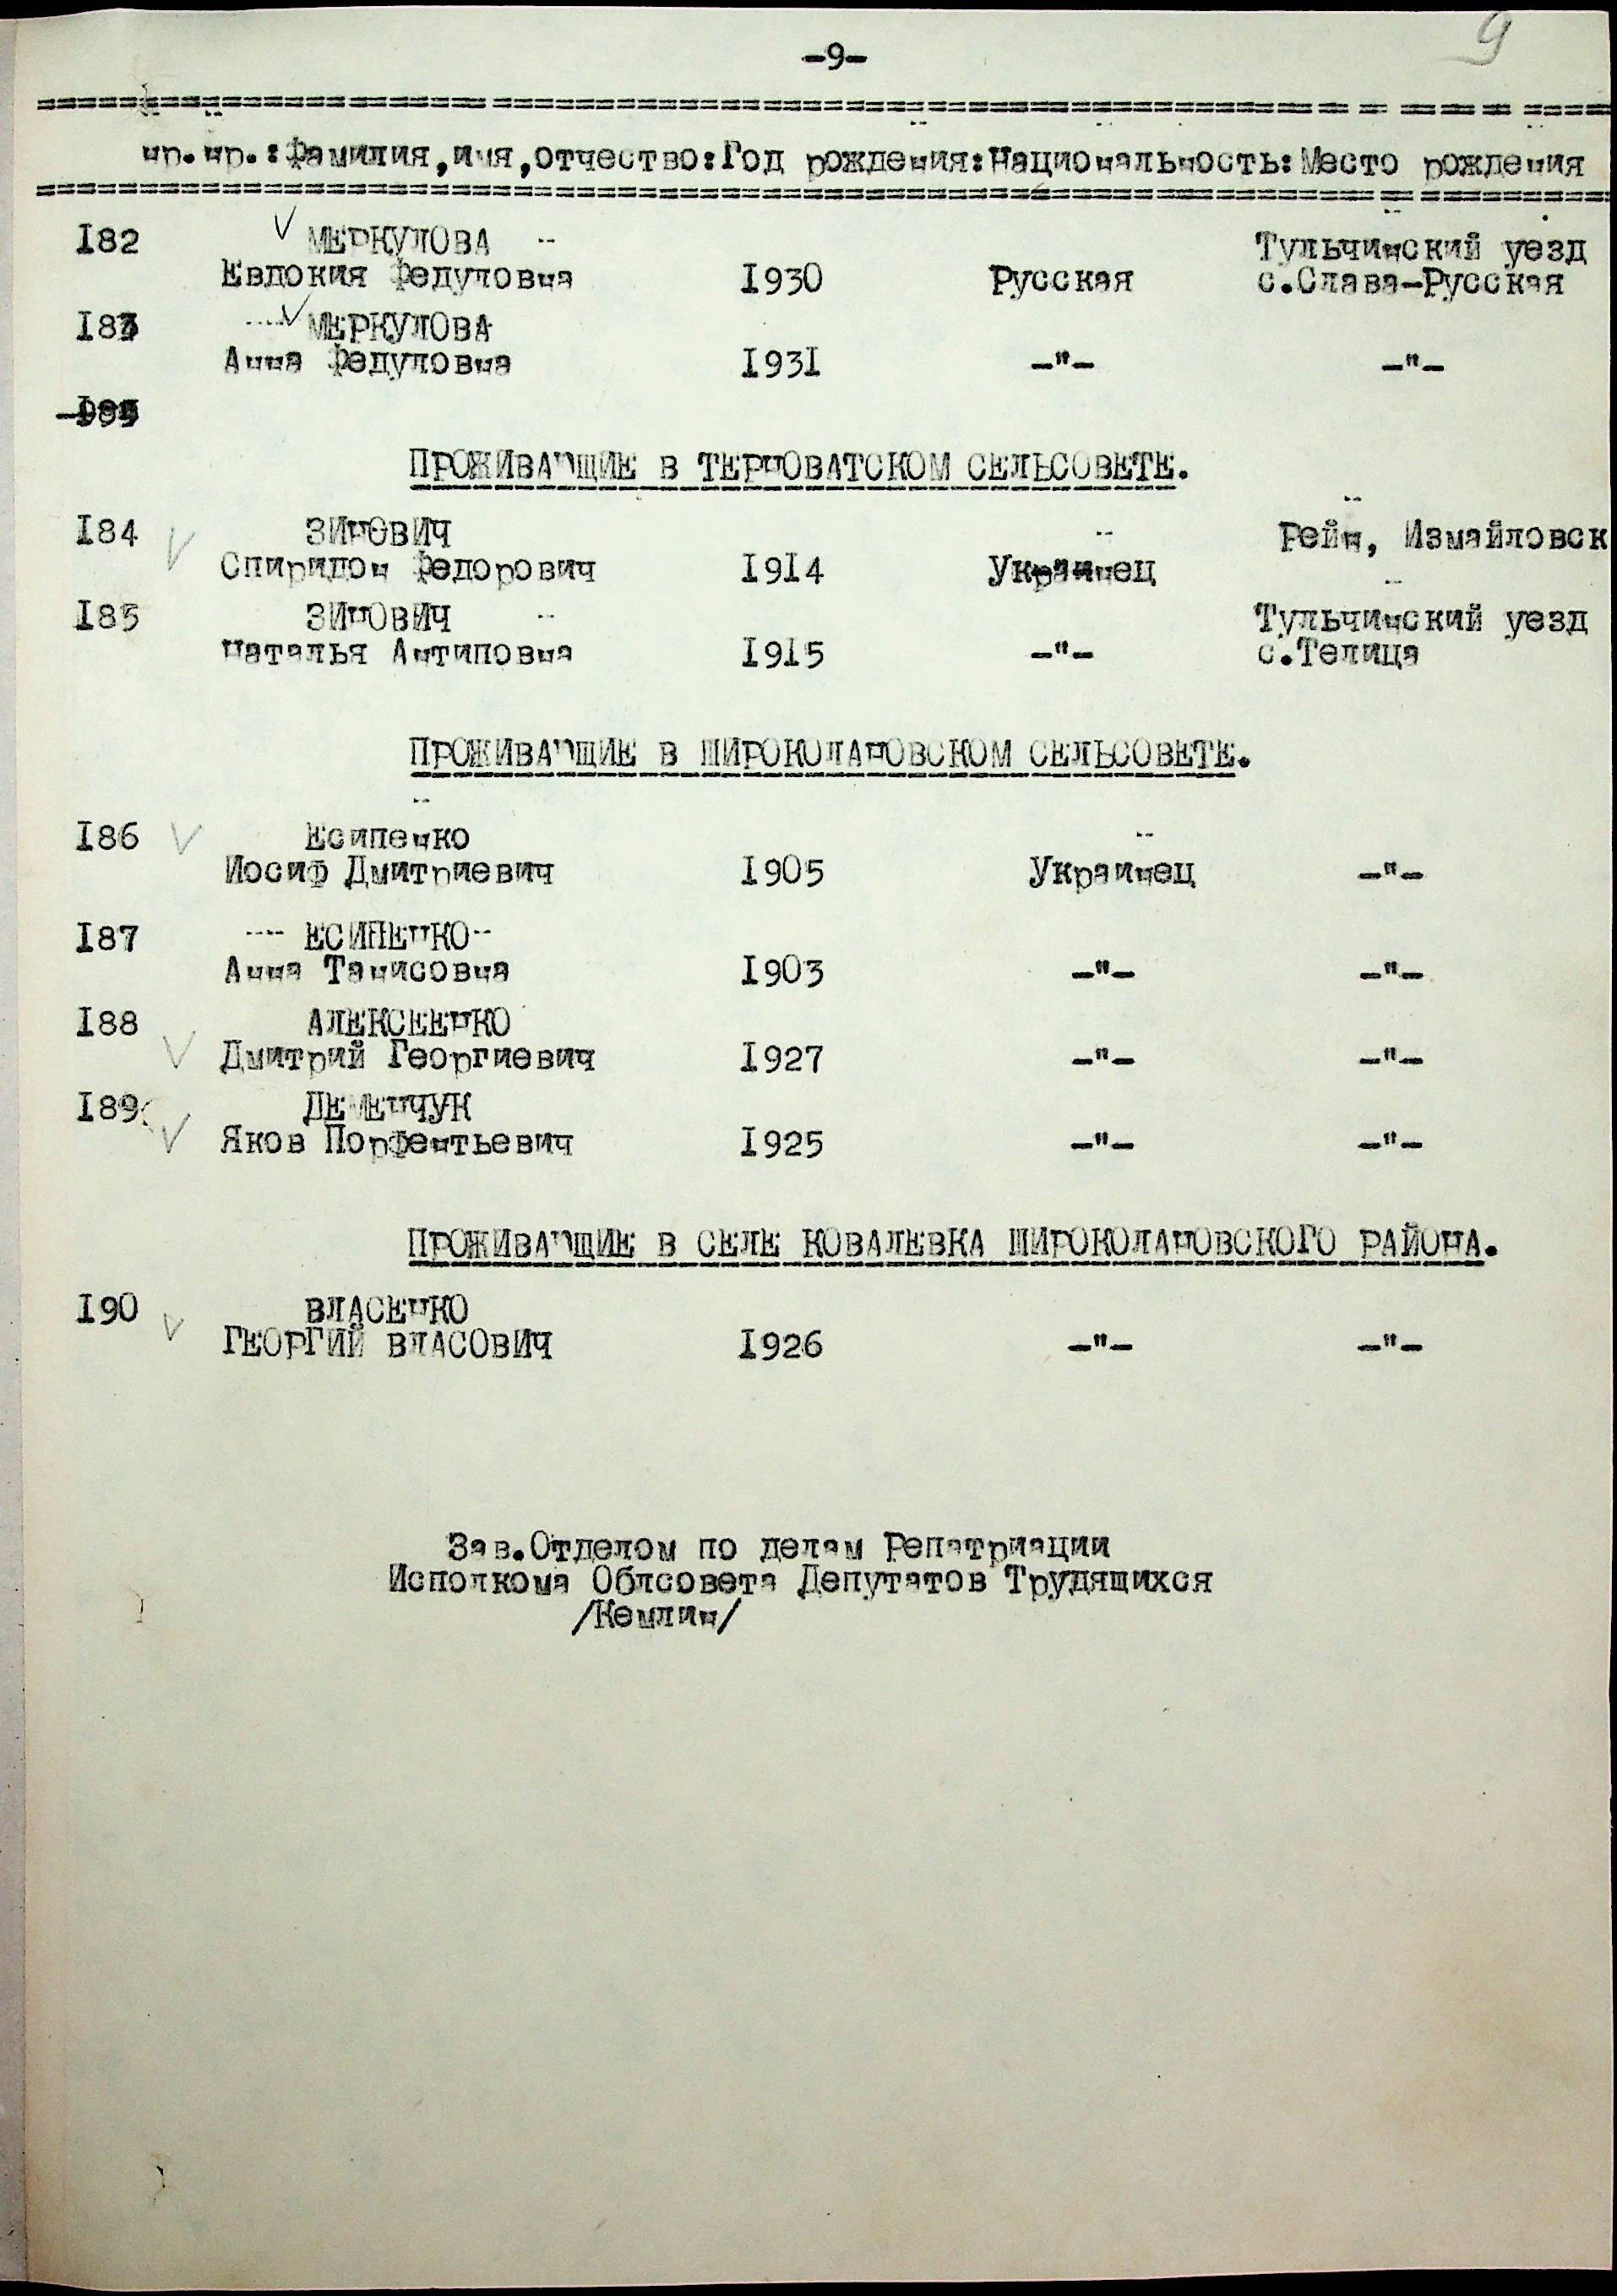 9
-9-
нр.нр.:Фамилия,имя,отчество:Год рождения:Национальность:Место рождения
182 МЕРКУЛОВА Тульчинский уезд
Евдокия Федуловна 1930 Русская с.Слава-Русская
183 МЕРКУЛОВА
Анна Федуловна 1931 -"- -"-
ПРОЖИВАЮЩИЕ В ТЕРНОВАТСКОМ СЕЛЬСОВЕТЕ.
184 ЗИНОВИЧ Рейн, Измайловск
Спиридон Федорович 1914 Украинец
185 ЗИНОВИЧ Тульчинский уезд
Наталья Антиповна 1915 -"- с.Телица
ПРОЖИВАЮЩИЕ В ШИРОКОЛАНОВСКОМ СЕЛЬСОВЕТЕ.
186 Есипенко
Иосиф Дмитриевич 1905 Украинец -"-
187 ЕСИПЕНКО
Анна Танисовна 1903 -"- -"-
188 АЛЕКСЕЕНКО
Дмитрий Георгиевич 1927 -"- -"-
189 ДЕМЕНЧУК
Яков Порфентьевич 1925 -"- -"-
ПРОЖИВАЮЩИЕ В СЕЛЕ КОВАЛЕВКА ШИРОКОЛАНОВСКОГО РАЙОНА.
190 ВЛАСЕНКО
ГЕОРГИЙ ВЛАСОВИЧ 1926 -"- -"-
Зав.Отделом по делам Репатриации
Исполкома Облсовета Депутатов Трудящихся
/Кемлин/